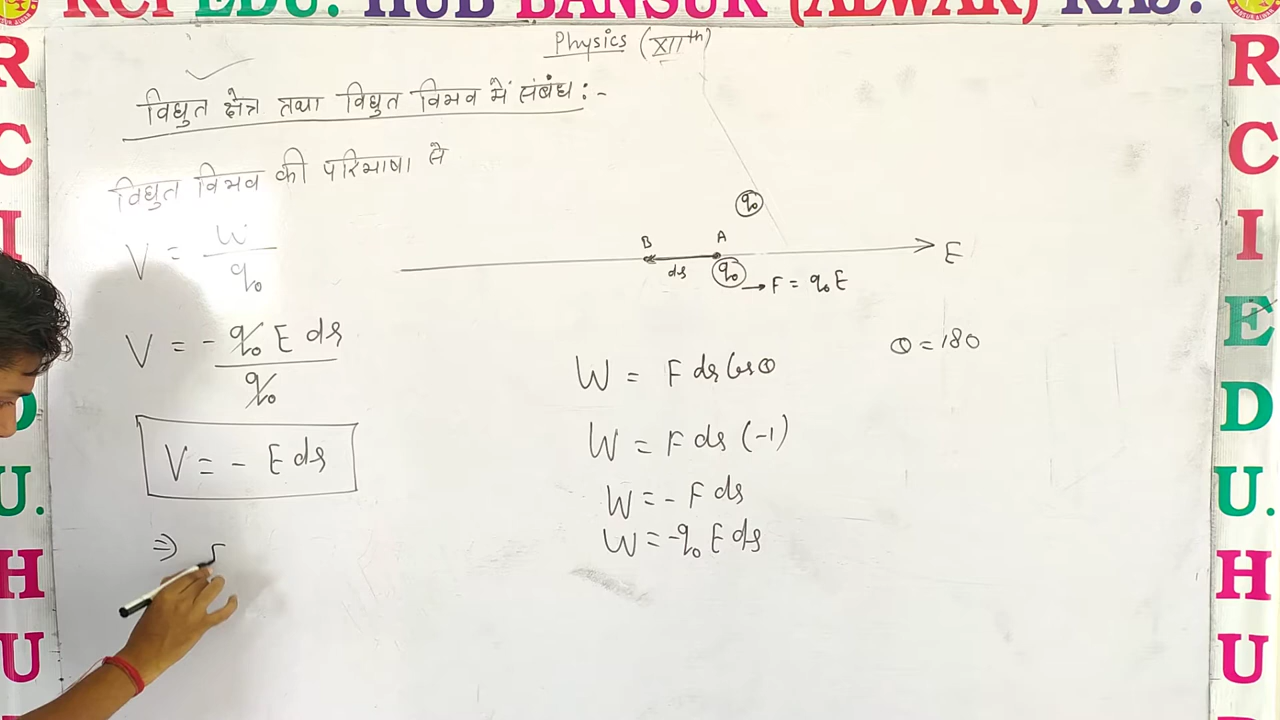 RCI EDU. HUB BANSUR (ALWAR) RAJ.
Physics (XIIth)
विधुत क्षेत्र तथा विधुत विभव में संबंध :-
विधुत विभव की परिभाषा से
V = W / q₀
q₀
B A
ds
E
q₀ → F = q₀ E
V = - q₀ E ds / q₀
θ = 180
W = F ds Cosθ
V = - E ds
W = F ds (-1)
W = - F ds
W = -q₀ E ds
⇒
R
C
I
E
D
U.
H
U
R
C
I
D
U.
H
U